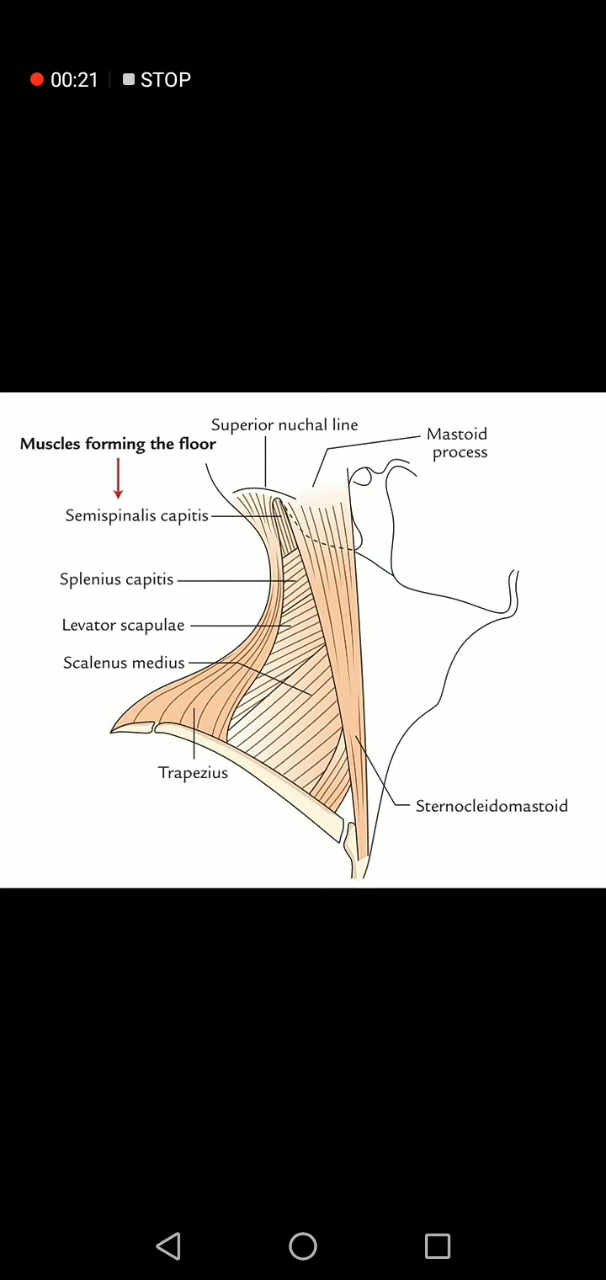 00:21 STOP
Superior nuchal line
Muscles forming the floor
Mastoid
process
Semispinalis capitis
Splenius capitis
Levator scapulae
Scalenus medius
Trapezius
Sternocleidomastoid